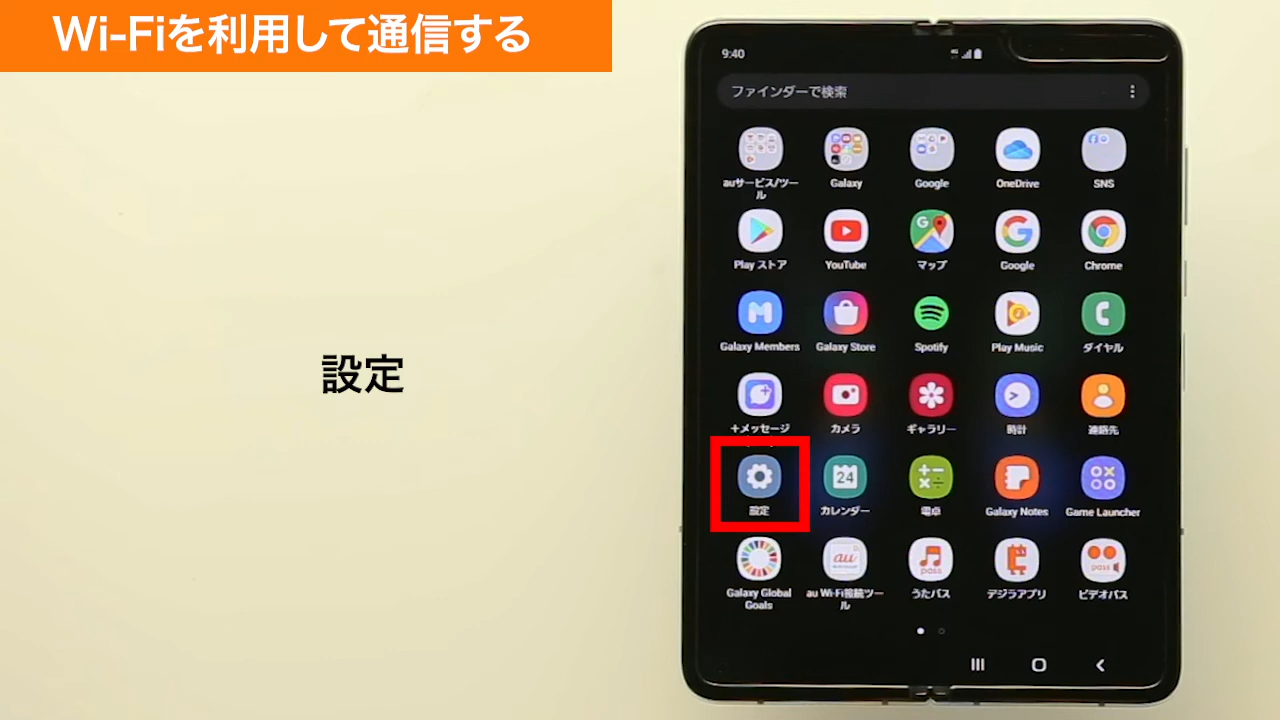 Wi-Fiを利用して通信する
設定
9:40
ファインダーで検索
auサービス/ツー
ル
Galaxy
Google
OneDrive
SNS
Play ストア
YouTube
マップ
Google
Chrome
Galaxy Members
Galaxy Store
Spotify
Play Music
ダイヤル
+メッセージ
カメラ
ギャラリー
時計
連絡先
設定
24
カレンダー
電卓
Galaxy Notes
Game Launcher
Galaxy Global
Goals
au
au Wi-Fi接続ツー
ル
pass
うたパス
デジラアプリ
pass
ビデオパス